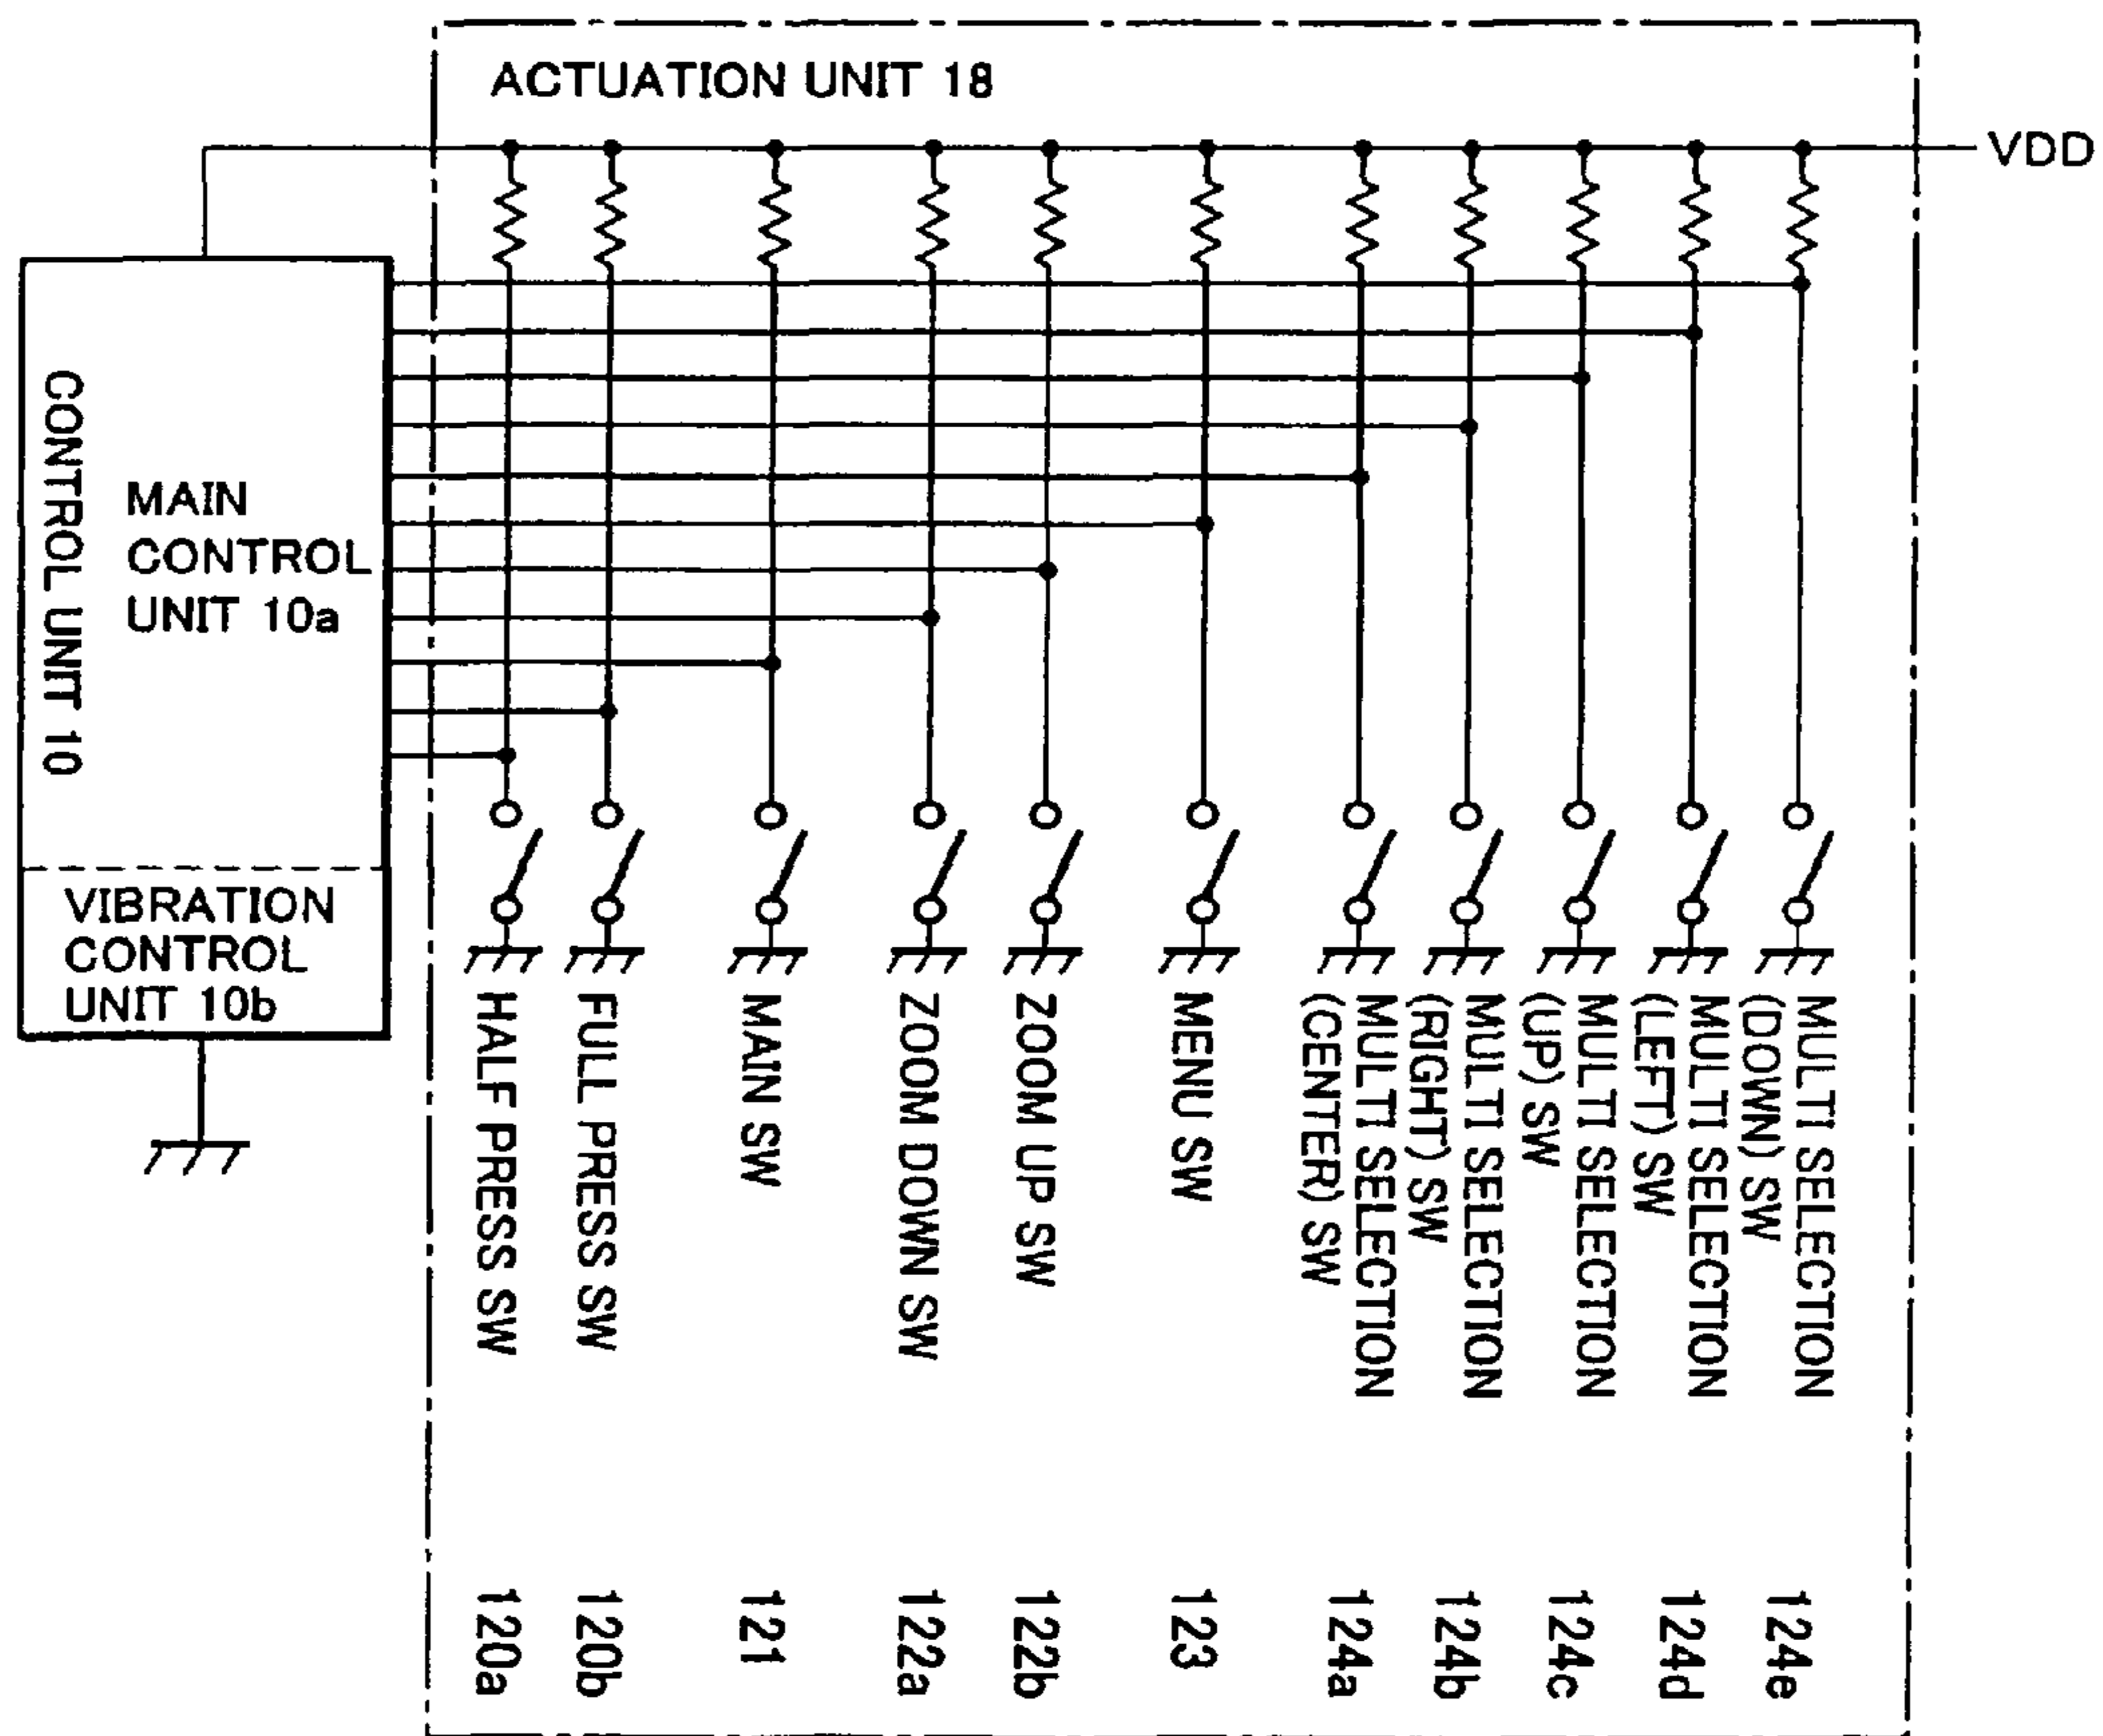 ACTUATION UNIT 18
VDD
CONTROL UNIT 10
MAIN
CONTROL
UNIT 10a
VIBRATION
CONTROL
UNIT 10b
HALF PRESS SW
FULL PRESS SW
MAIN SW
ZOOM DOWN SW
ZOOM UP SW
MENU SW
MULTI SELECTION
(CENTER) SW
MULTI SELECTION
(RIGHT) SW
MULTI SELECTION
(UP) SW
MULTI SELECTION
(LEFT) SW
MULTI SELECTION
(DOWN) SW
120a
120b
121
122a
122b
123
124a
124b
124c
124d
124e